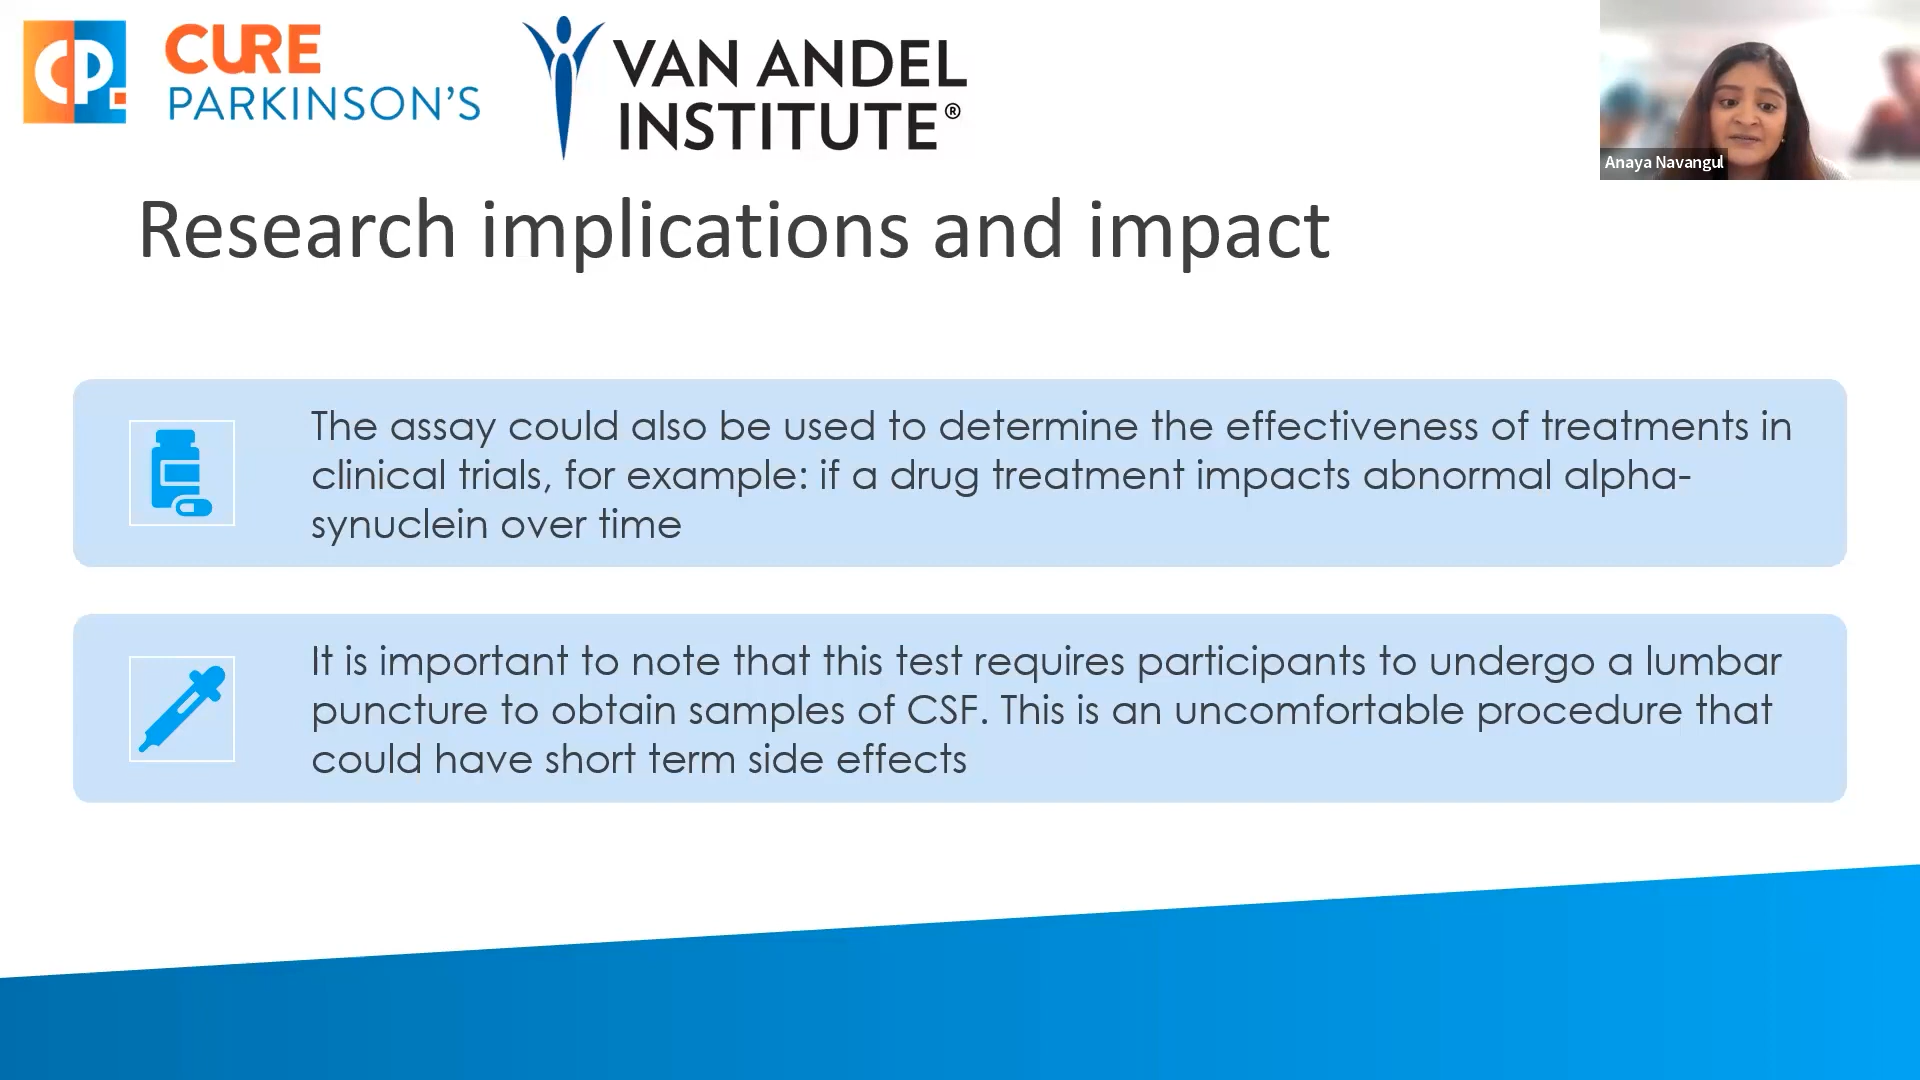 CP.
CURE
PARKINSON'S
VAN ANDEL
INSTITUTE®
Anaya Navangul
Research implications and impact
The assay could also be used to determine the effectiveness of treatments in
clinical trials, for example: if a drug treatment impacts abnormal alpha-
synuclein over time
It is important to note that this test requires participants to undergo a lumbar
puncture to obtain samples of CSF. This is an uncomfortable procedure that
could have short term side effects